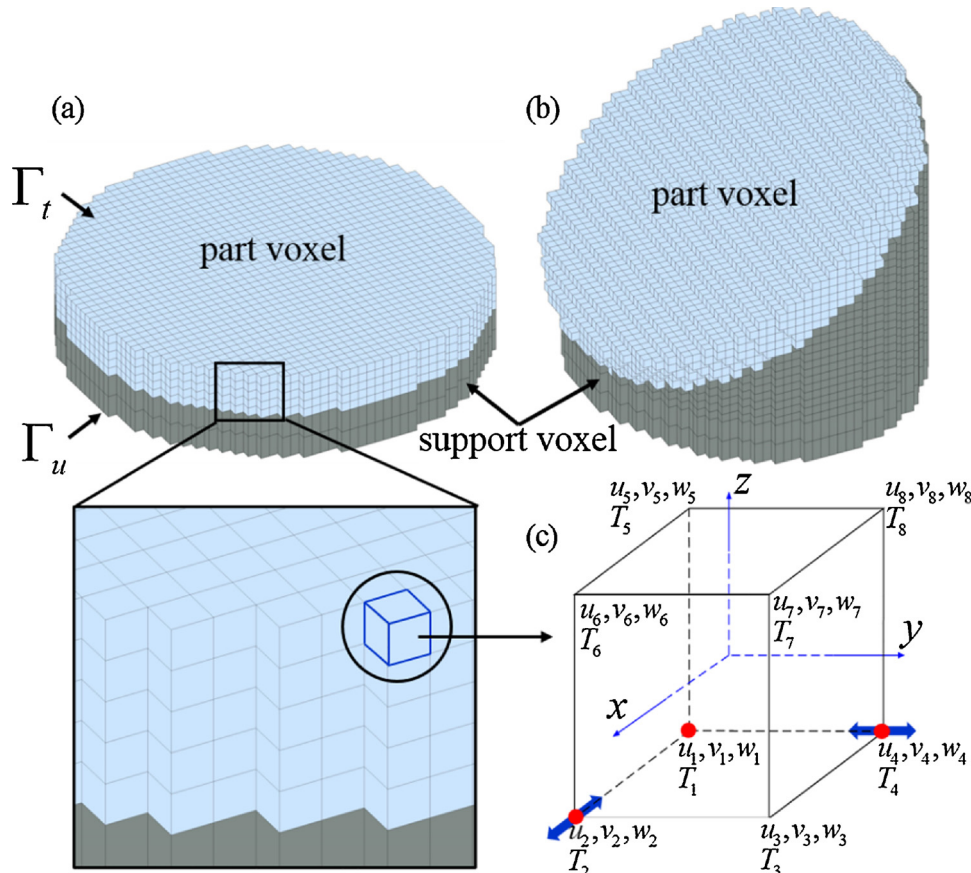 (a)
(b)
Γt
part voxel
part voxel
Γu
support voxel
(c)
z
u5,v5,w5
T5
u8,v8,w8
T8
u6,v6,w6
T6
u7,v7,w7
T7
y
x
u1,v1,w1
T1
u4,v4,w4
T4
u2,v2,w2
T2
u3,v3,w3
T3